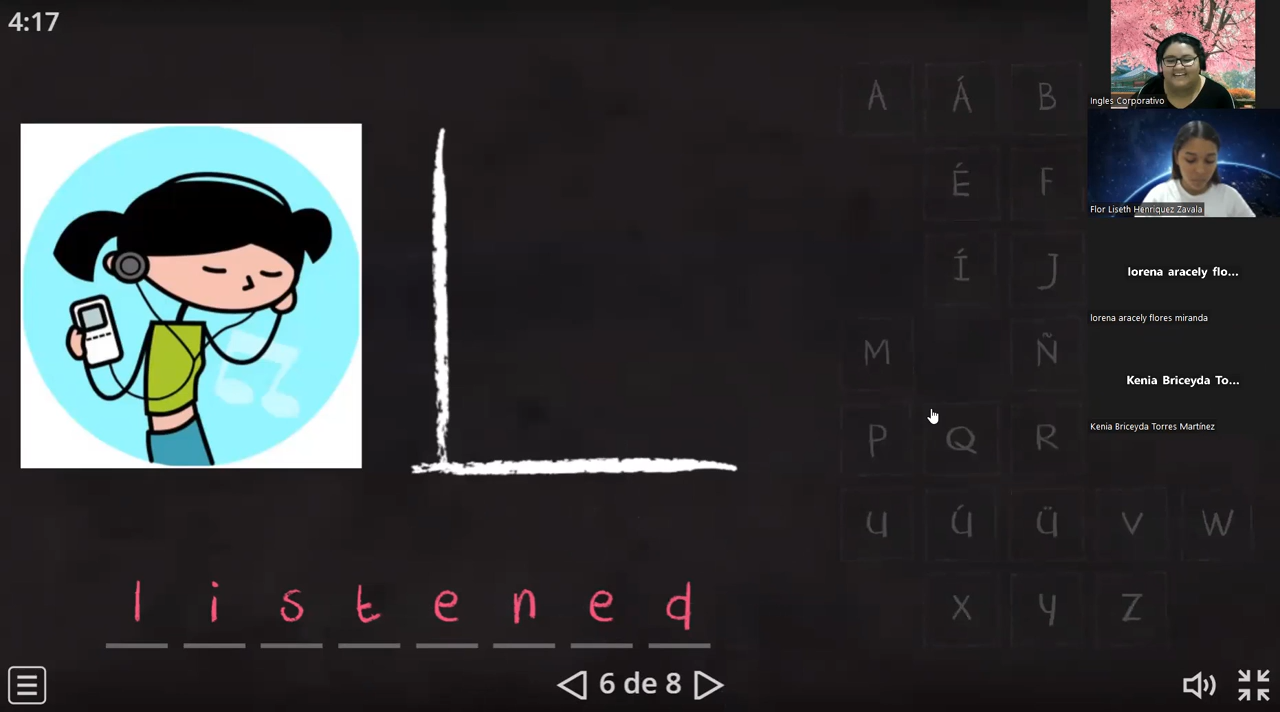 4:17
A Á B
Ingles Corporativo
É F
Flor Liseth Henriquez Zavala
Í J
lorena aracely flo...
lorena aracely flores miranda
M Ñ
Kenia Briceyda To...
Kenia Briceyda Torres Martínez
P Q R
U Ú Ü V W
X Y Z
listened
6 de 8